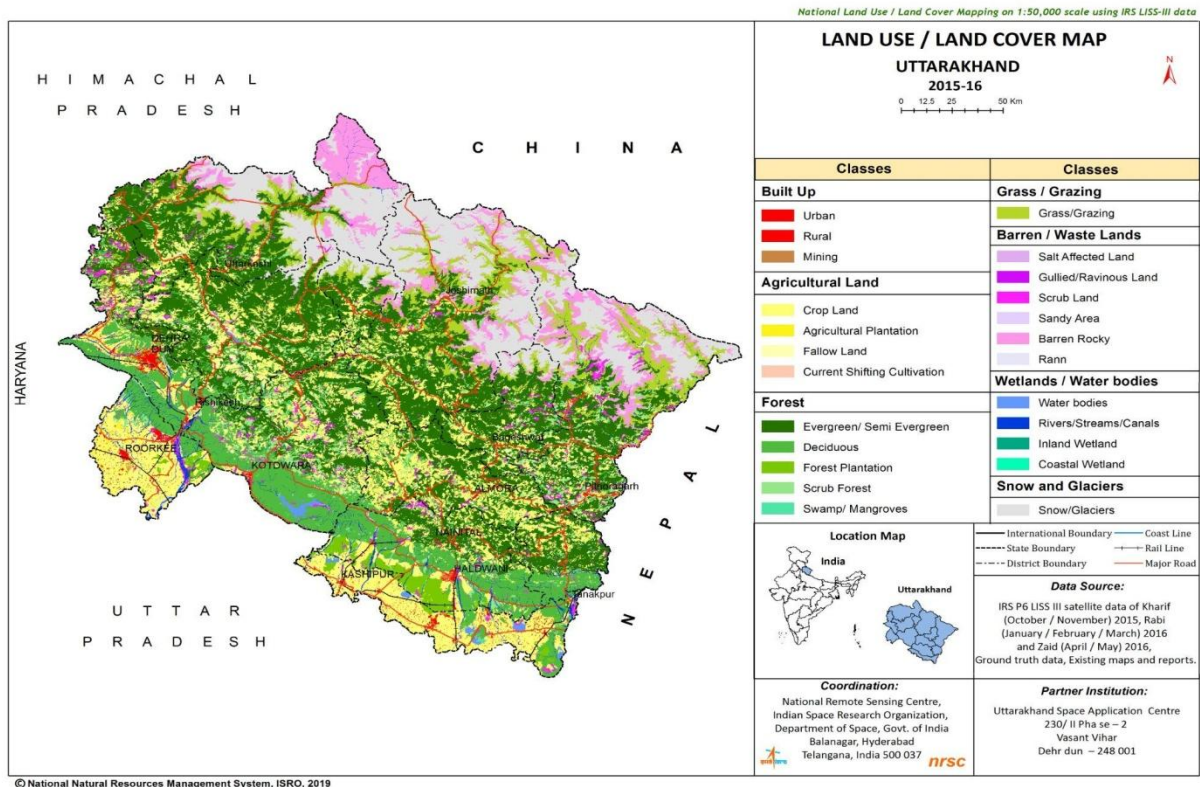 National Land Use / Land Cover Mapping on 1:50,000 scale using IRS LISS-III data
LAND USE / LAND COVER MAP
UTTARAKHAND
2015-16
N
0 12.5 25 50 Km
HIMACHAL
PRADESH
CHINA
HARYANA
NEPAL
UTTAR
PRADESH
Uttarkashi
Joshimath
DEHRA
DUN
Rishikesh
ROORKEE
KOTDWARA
Bageshwar
ALMORA
Pithoragarh
NAINITAL
KASHIPUR
HALDWANI
Tanakpur
Classes
Built Up
Urban
Rural
Mining
Agricultural Land
Crop Land
Agricultural Plantation
Fallow Land
Current Shifting Cultivation
Forest
Evergreen/ Semi Evergreen
Deciduous
Forest Plantation
Scrub Forest
Swamp/ Mangroves
Classes
Grass / Grazing
Grass/Grazing
Barren / Waste Lands
Salt Affected Land
Gullied/Ravinous Land
Scrub Land
Sandy Area
Barren Rocky
Rann
Wetlands / Water bodies
Water bodies
Rivers/Streams/Canals
Inland Wetland
Coastal Wetland
Snow and Glaciers
Snow/Glaciers
Location Map
India
Uttarakhand
International Boundary
State Boundary
District Boundary
Coast Line
Rail Line
Major Road
Data Source:
IRS P6 LISS III satellite data of Kharif
(October / November) 2015, Rabi
(January / February / March) 2016
and Zaid (April / May) 2016,
Ground truth data, Existing maps and reports.
Coordination:
National Remote Sensing Centre,
Indian Space Research Organization,
Department of Space, Govt. of India
Balanagar, Hyderabad
Telangana, India 500 037
nrsc
Partner Institution:
Uttarakhand Space Application Centre
230/ II Pha se – 2
Vasant Vihar
Dehr dun – 248 001
© National Natural Resources Management System, ISRO, 2019